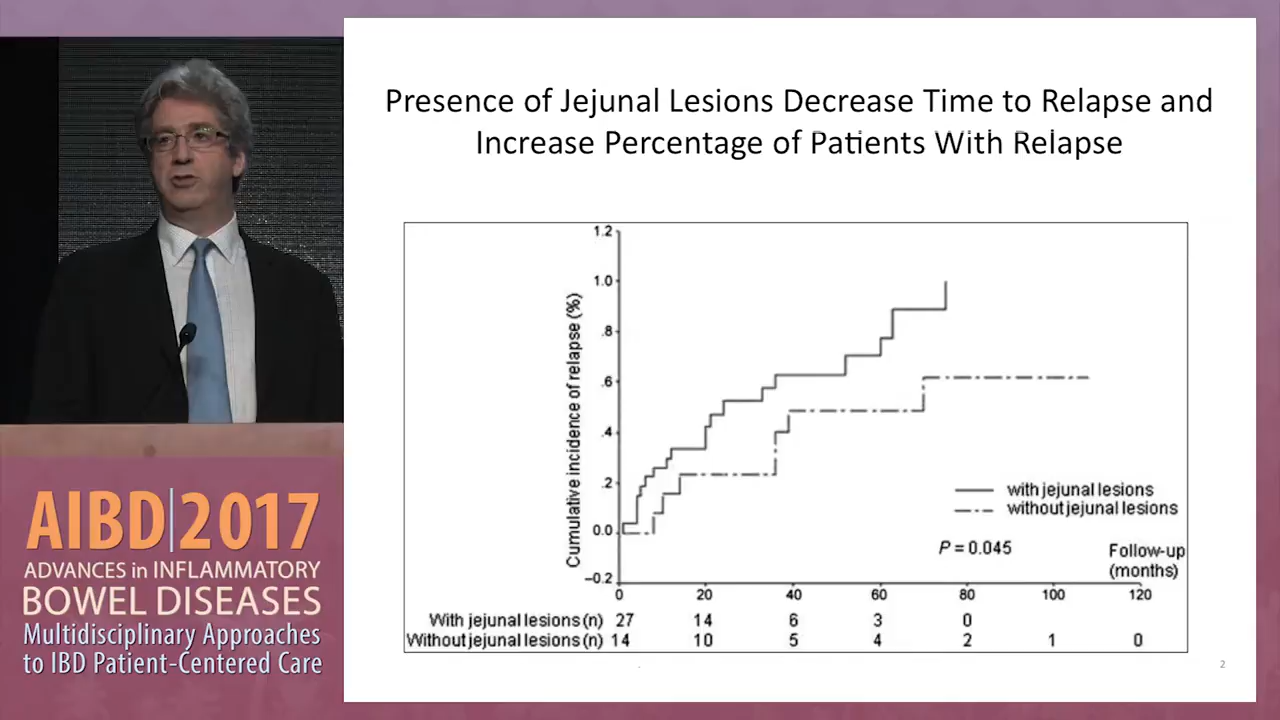 Presence of Jejunal Lesions Decrease Time to Relapse and
Increase Percentage of Patients With Relapse
Cumulative incidence of relapse (%)
1.2
1.0
.8
.6
.4
.2
0.0
–0.2
0 20 40 60 80 100 120
with jejunal lesions
without jejunal lesions
P = 0.045
Follow-up
(months)
With jejunal lesions (n) 27 14 6 3 0
Without jejunal lesions (n) 14 10 5 4 2 1 0
2
AIBD|2017
ADVANCES in INFLAMMATORY
BOWEL DISEASES
Multidisciplinary Approaches
to IBD Patient-Centered Care